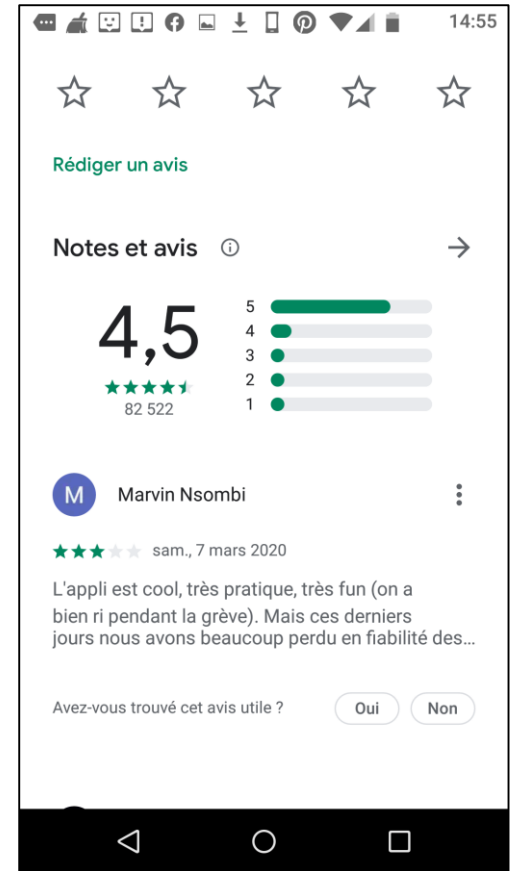 14:55
Rédiger un avis
Notes et avis
4,5
82 522
5
4
3
2
1
M
Marvin Nsombi
sam., 7 mars 2020
L'appli est cool, très pratique, très fun (on a
bien ri pendant la grève). Mais ces derniers
jours nous avons beaucoup perdu en fiabilité des...
Avez-vous trouvé cet avis utile ?
Oui
Non